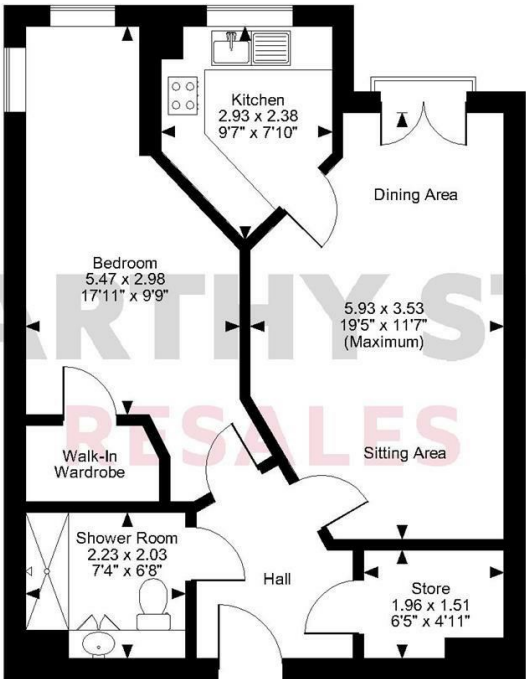 Kitchen
2.93 x 2.38
9'7" x 7'10"
Dining Area
Bedroom
5.47 x 2.98
17'11" x 9'9"
5.93 x 3.53
19'5" x 11'7"
(Maximum)
ARTHY ST
RESALES
Walk-In
Wardrobe
Sitting Area
Shower Room
2.23 x 2.03
7'4" x 6'8"
Hall
Store
1.96 x 1.51
6'5" x 4'11"